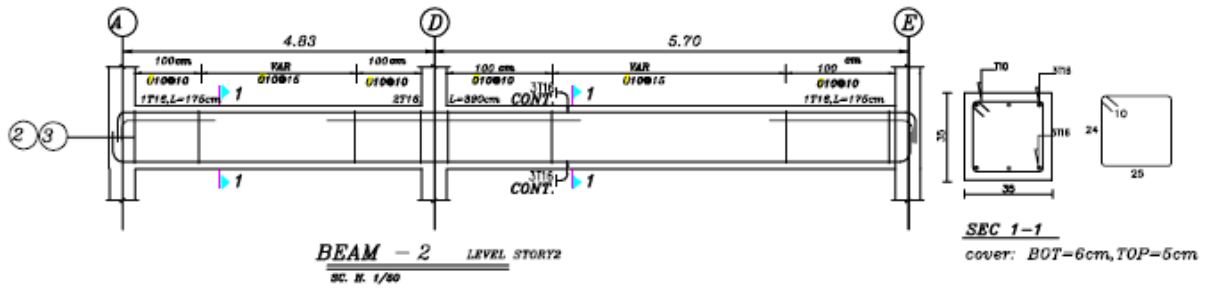 A D E
4.83 5.70
100cm VAR 100cm 100 cm VAR 100 cm
Ø10@10 Ø10@15 Ø10@10 Ø10@10 Ø10@15 Ø10@10
1T16,L=175cm 1 2T16, L=390cm 3T16 CONT. 1 1T16,L=175cm
2 3
1 3T16 CONT. 1
T10 3T16
35 3T16 24 10
35 25
BEAM - 2 LEVEL STORY2
SC. H. 1/50
SEC 1-1
cover: BOT=6cm,TOP=5cm